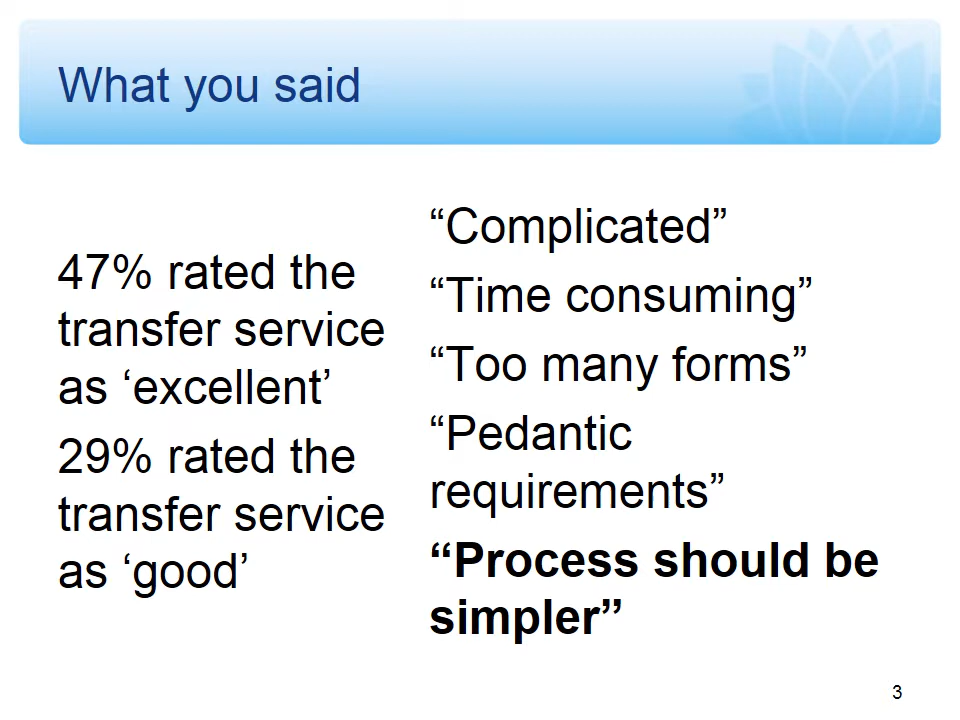 What you said
47% rated the
transfer service
as ‘excellent’
29% rated the
transfer service
as ‘good’
“Complicated”
“Time consuming”
“Too many forms”
“Pedantic
requirements”
“Process should be
simpler”
3